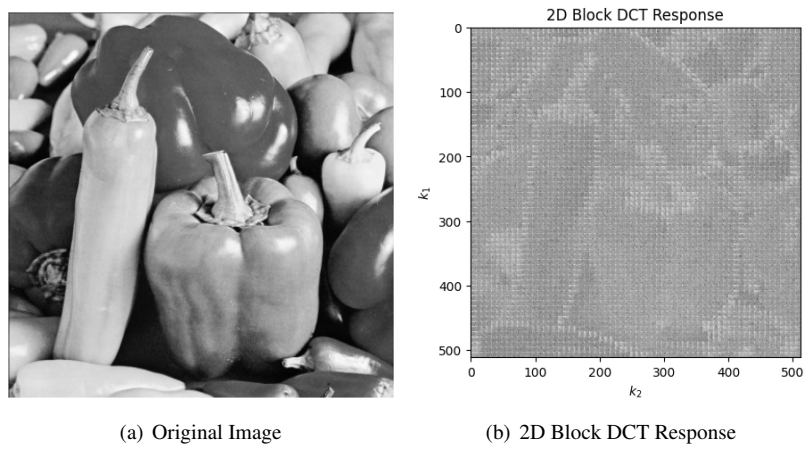 2D Block DCT Response
0
100
200
300
400
500
k₁
0 100 200 300 400 500
k₂
(a) Original Image (b) 2D Block DCT Response